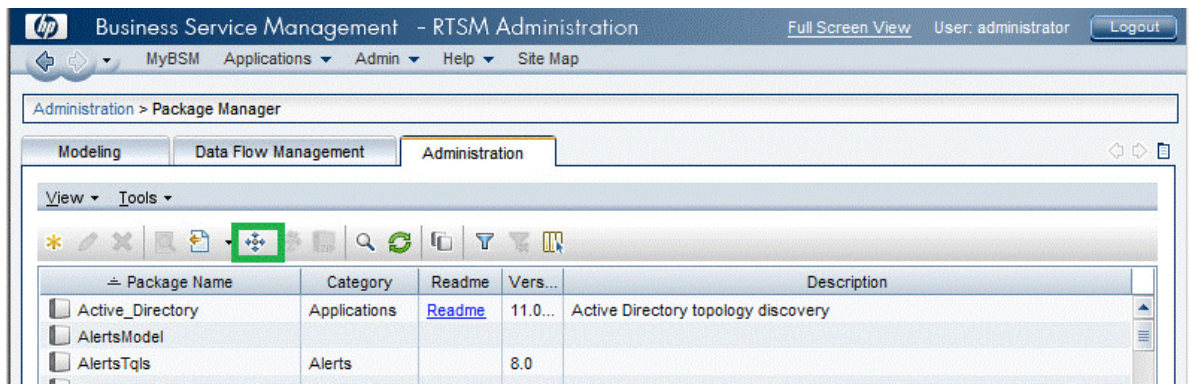 hp Business Service Management – RTSM Administration Full Screen View User: administrator Logout
MyBSM Applications Admin Help Site Map
Administration > Package Manager
Modeling Data Flow Management Administration
View Tools
Package Name Category Readme Vers... Description
Active_Directory Applications Readme 11.0... Active Directory topology discovery
AlertsModel
AlertsTqls Alerts 8.0